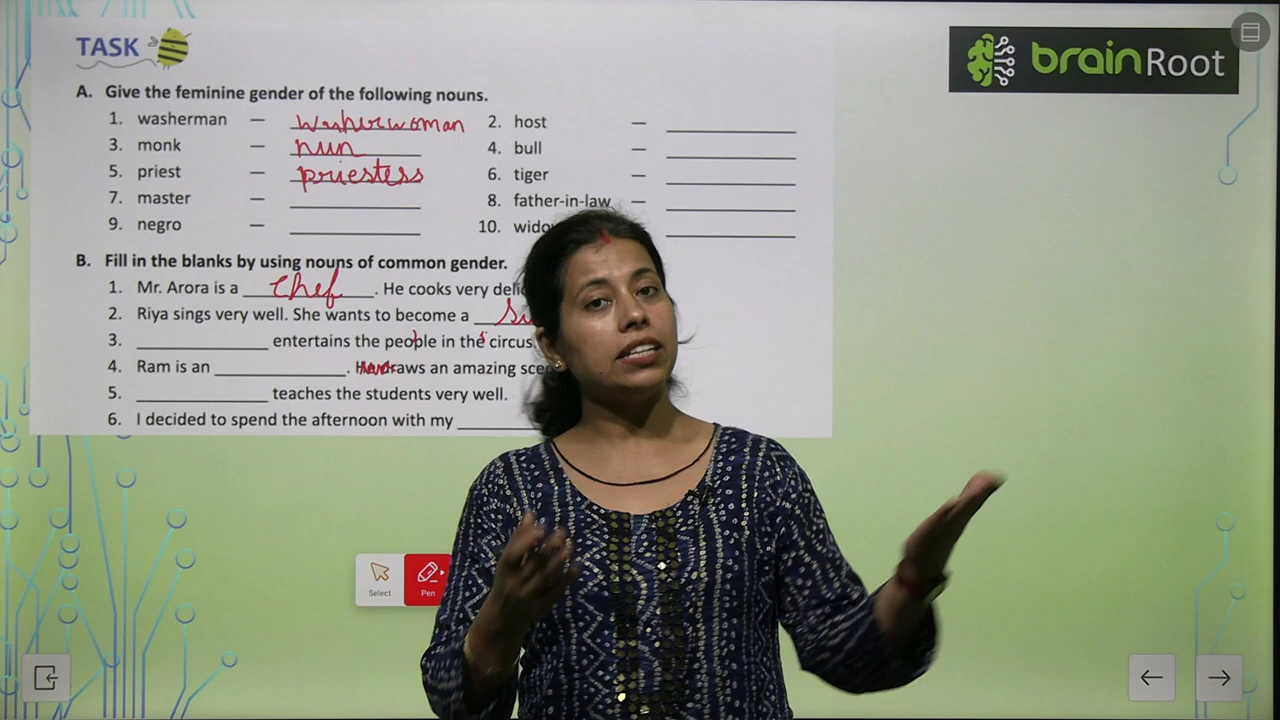 TASK
brainRoot
A. Give the feminine gender of the following nouns.
1. washerman – washerwoman 2. host –
3. monk – nun 4. bull –
5. priest – priestess 6. tiger –
7. master – 8. father-in-law –
9. negro – 10.
B. Fill in the blanks by using nouns of common gender.
1. Mr. Arora is a chef. He cooks very
2. Riya sings very well. She wants to become a
3. entertains the people in the circus.
4. Ram is an . He draws an amazing
5. teaches the students very well.
6. I decided to spend the afternoon with my
Select Pen